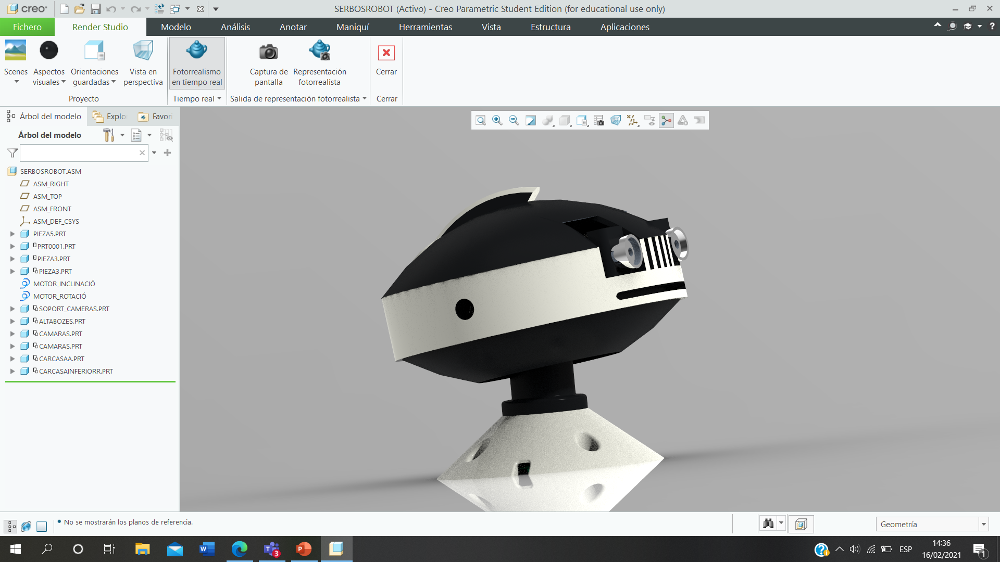 creo
SERBOSROBOT (Activo) - Creo Parametric Student Edition (for educational use only)
Fichero Render Studio Modelo Análisis Anotar Maniquí Herramientas Vista Estructura Aplicaciones
Scenes
Aspectos visuales
Orientaciones guardadas
Vista en perspectiva
Fotorrealismo en tiempo real
Captura de pantalla
Representación fotorrealista
Cerrar
Proyecto
Tiempo real
Salida de representación fotorrealista
Cerrar
Árbol del modelo Explo Favori
Árbol del modelo
SERBOSROBOT.ASM
ASM_RIGHT
ASM_TOP
ASM_FRONT
ASM_DEF_CSYS
PIEZA5.PRT
PRT0001.PRT
PIEZA3.PRT
PIEZA3.PRT
MOTOR_INCLINACIÓ
MOTOR_ROTACIÓ
SOPORT_CAMERAS.PRT
ALTABOZES.PRT
CAMARAS.PRT
CAMARAS.PRT
CARCASAA.PRT
CARCASAINFERIORR.PRT
• No se mostrarán los planos de referencia.
Geometría
3
ESP
14:36
16/02/2021
1